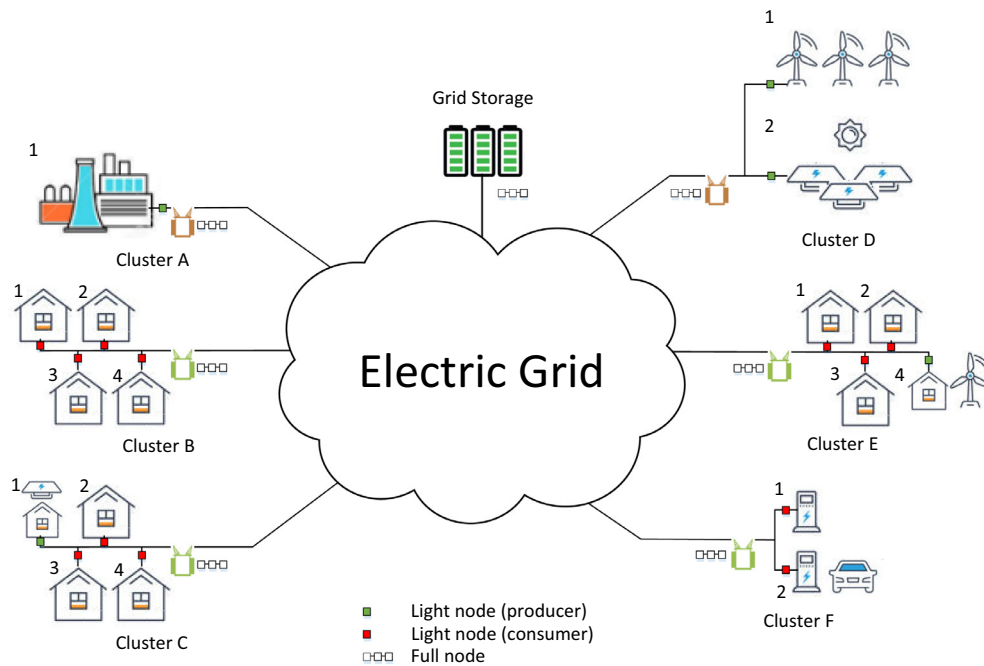 1
Grid Storage
1
2
Cluster A
Cluster D
1 2
3 4
Cluster B
Electric Grid
1 2
3 4
Cluster E
1 2
3 4
Cluster C
1
2
Cluster F
Light node (producer)
Light node (consumer)
Full node